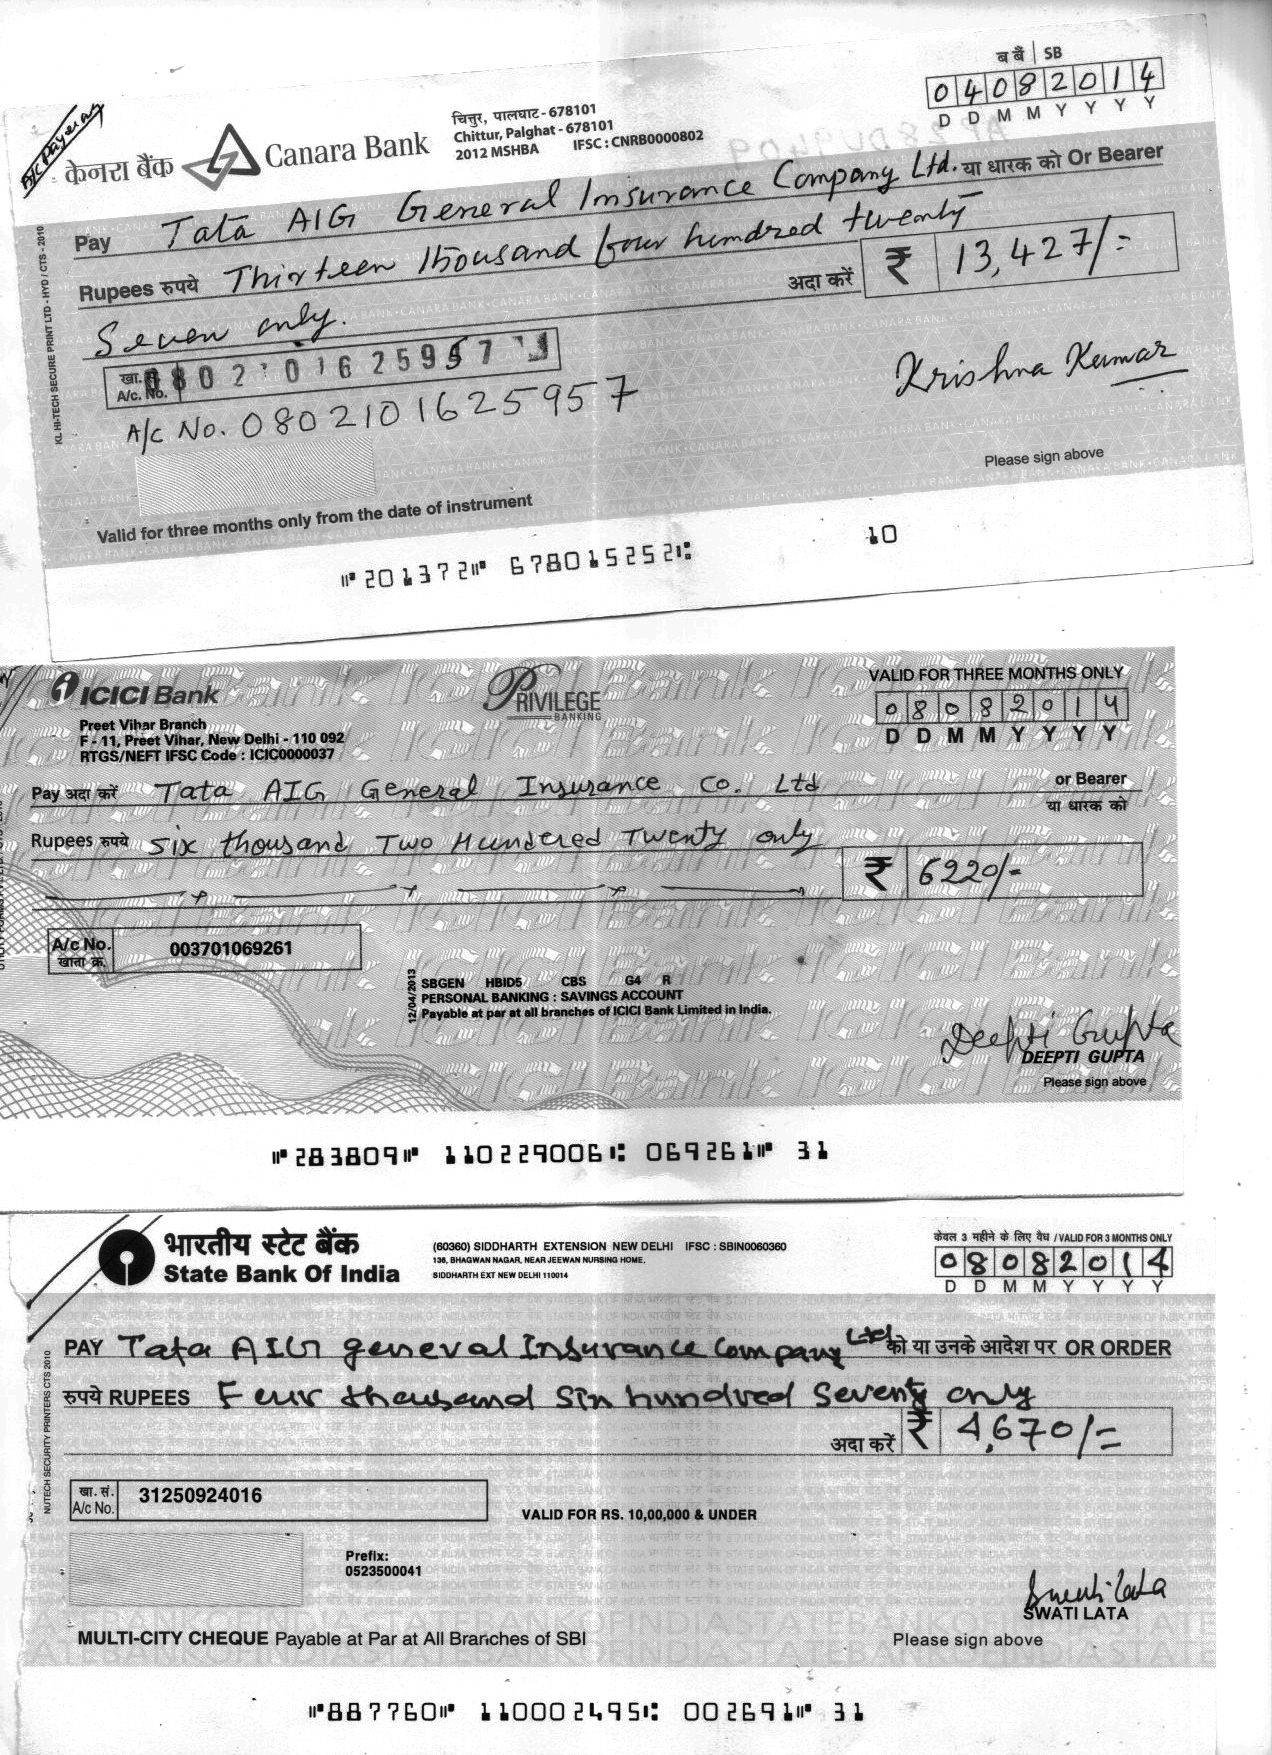 ब बैं | SB
04082014
D D M M Y Y Y Y
A/C Payee
केनरा बैंक Canara Bank
चित्तुर, पालघाट - 678101
Chittur, Palghat - 678101
2012 MSHBA IFSC : CNRB0000802
Pay Tata AIG General Insurance Company Ltd. या धारक को Or Bearer
Rupees रुपये Thirteen thousand four hundred twenty
अदा करें ₹ 13,427/=
Seven only.
खा. A/c. No.
A/c No. 0802101625957
Krishna Kumar
Please sign above
Valid for three months only from the date of instrument
KL HI-TECH SECURE PRINT LTD - HYD / CTS - 2010
⑈201372⑈ 678015252⑆ 10
ICICI Bank
PRIVILEGE BANKING
VALID FOR THREE MONTHS ONLY
08082014
D D M M Y Y Y Y
Preet Vihar Branch
F - 11, Preet Vihar, New Delhi - 110 092
RTGS/NEFT IFSC Code : ICIC0000037
Pay अदा करें Tata AIG General Insurance Co. Ltd or Bearer
या धारक को
Rupees रुपये Six thousand Two Hundered Twenty only
₹ 6220/-
A/c No. 003701069261
खाता क्र.
SBGEN HBID5 CBS G4 R
PERSONAL BANKING : SAVINGS ACCOUNT
Payable at par at all branches of ICICI Bank Limited in India.
12/04/2013
Deepti Gupta
DEEPTI GUPTA
Please sign above
⑈283809⑈ 110229006⑆ 069261⑈ 31
भारतीय स्टेट बैंक
State Bank Of India
(60360) SIDDHARTH EXTENSION NEW DELHI IFSC : SBIN0060360
136, BHAGWAN NAGAR, NEAR JEEWAN NURSING HOME,
SIDDHARTH EXT NEW DELHI 110014
केवल 3 महीने के लिए वैध / VALID FOR 3 MONTHS ONLY
08082014
D D M M Y Y Y Y
PAY Tata AIG general Insurance Company Ltd को या उनके आदेश पर OR ORDER
रुपये RUPEES Four thousand Six hundred Seventy only
अदा करें ₹ 4,670/=
खा. सं.
A/c No. 31250924016
VALID FOR RS. 10,00,000 & UNDER
Prefix:
0523500041
NUTECH SECURITY PRINTERS CTS 2010
Swati Lata
SWATI LATA
MULTI-CITY CHEQUE Payable at Par at All Branches of SBI
Please sign above
⑈887760⑈ 110002495⑆ 002691⑈ 31